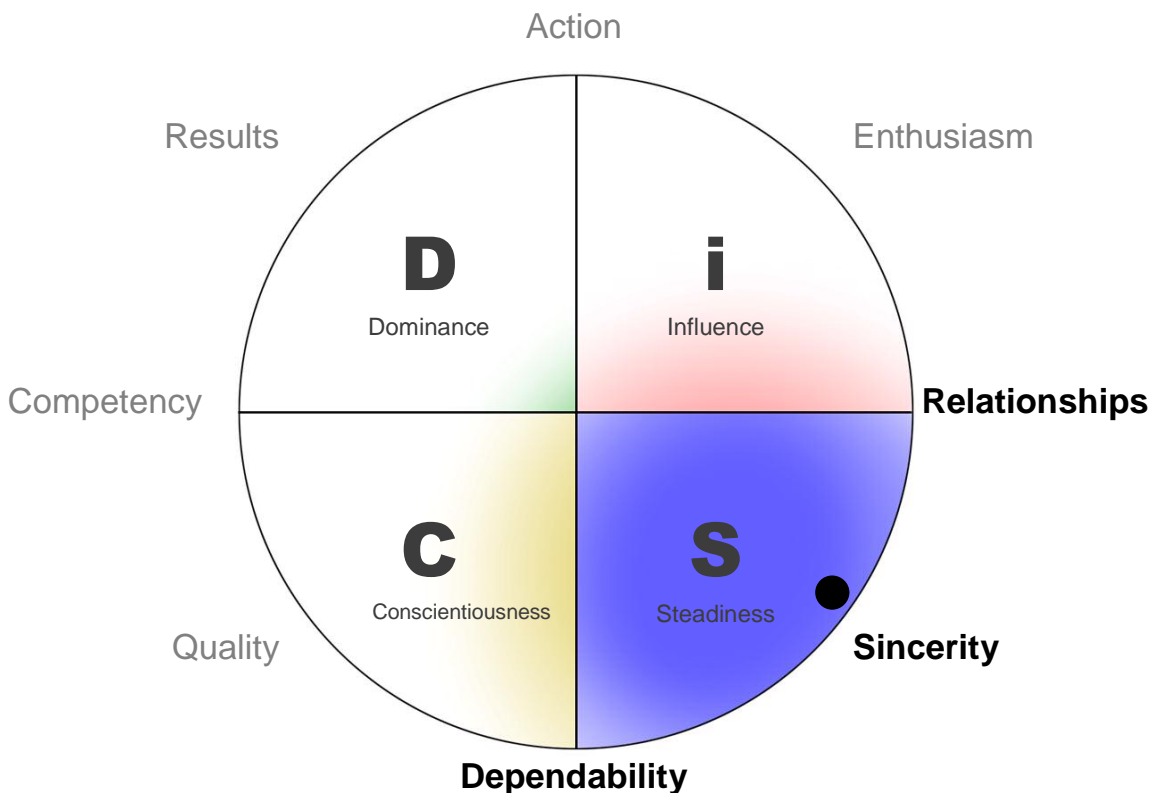 Action
Results
Enthusiasm
D
i
Dominance
Influence
Competency
Relationships
C
S
Conscientiousness
Steadiness
Quality
Sincerity
Dependability